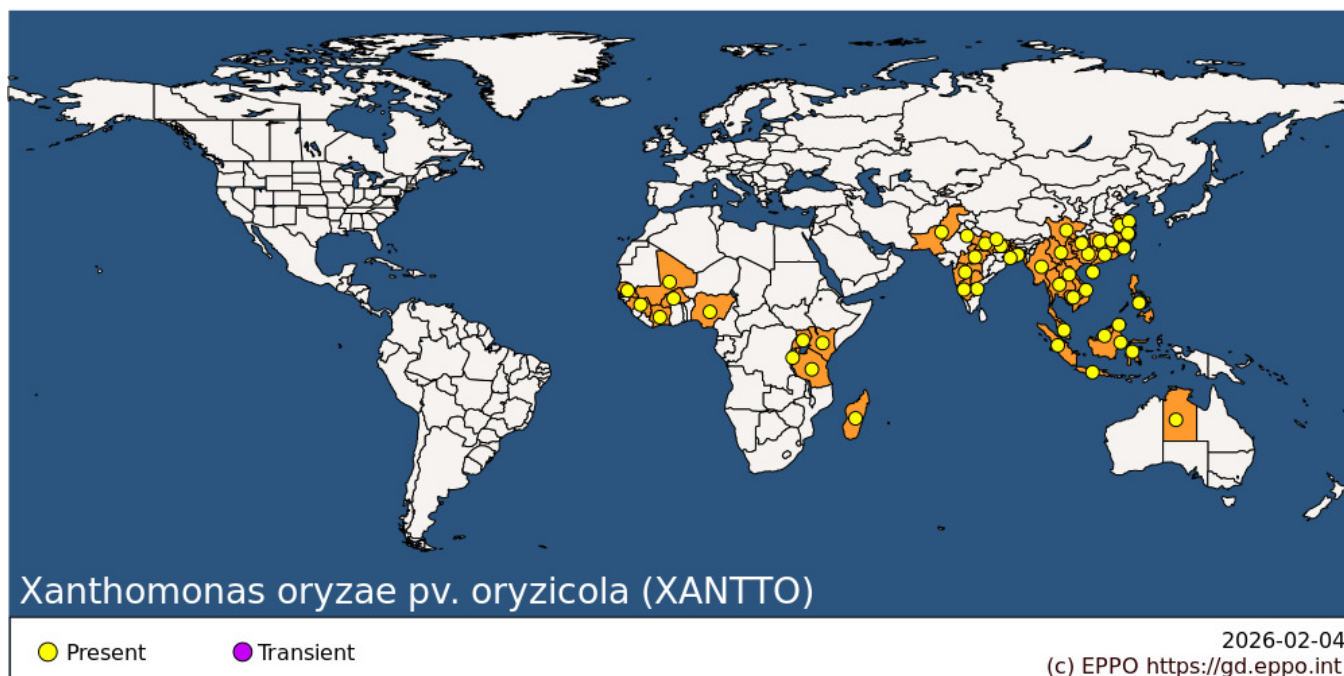 Xanthomonas oryzae pv. oryzicola (XANTTO)
Present
Transient
2026-02-04
(c) EPPO https://gd.eppo.int